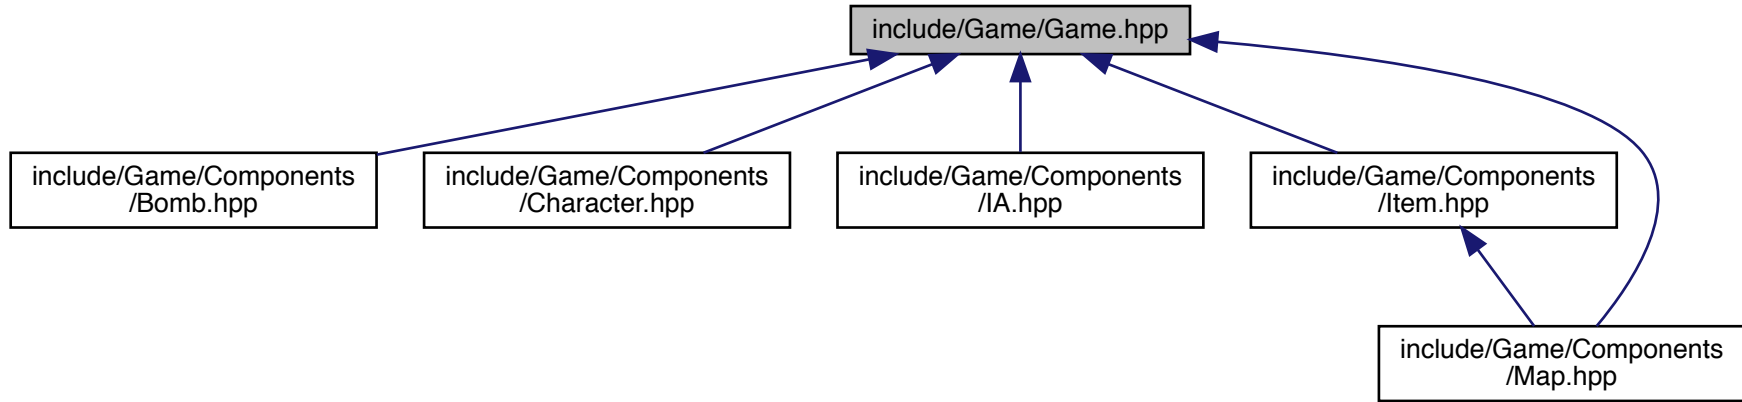 include/Game/Game.hpp
include/Game/Components
/Bomb.hpp
include/Game/Components
/Character.hpp
include/Game/Components
/IA.hpp
include/Game/Components
/Item.hpp
include/Game/Components
/Map.hpp